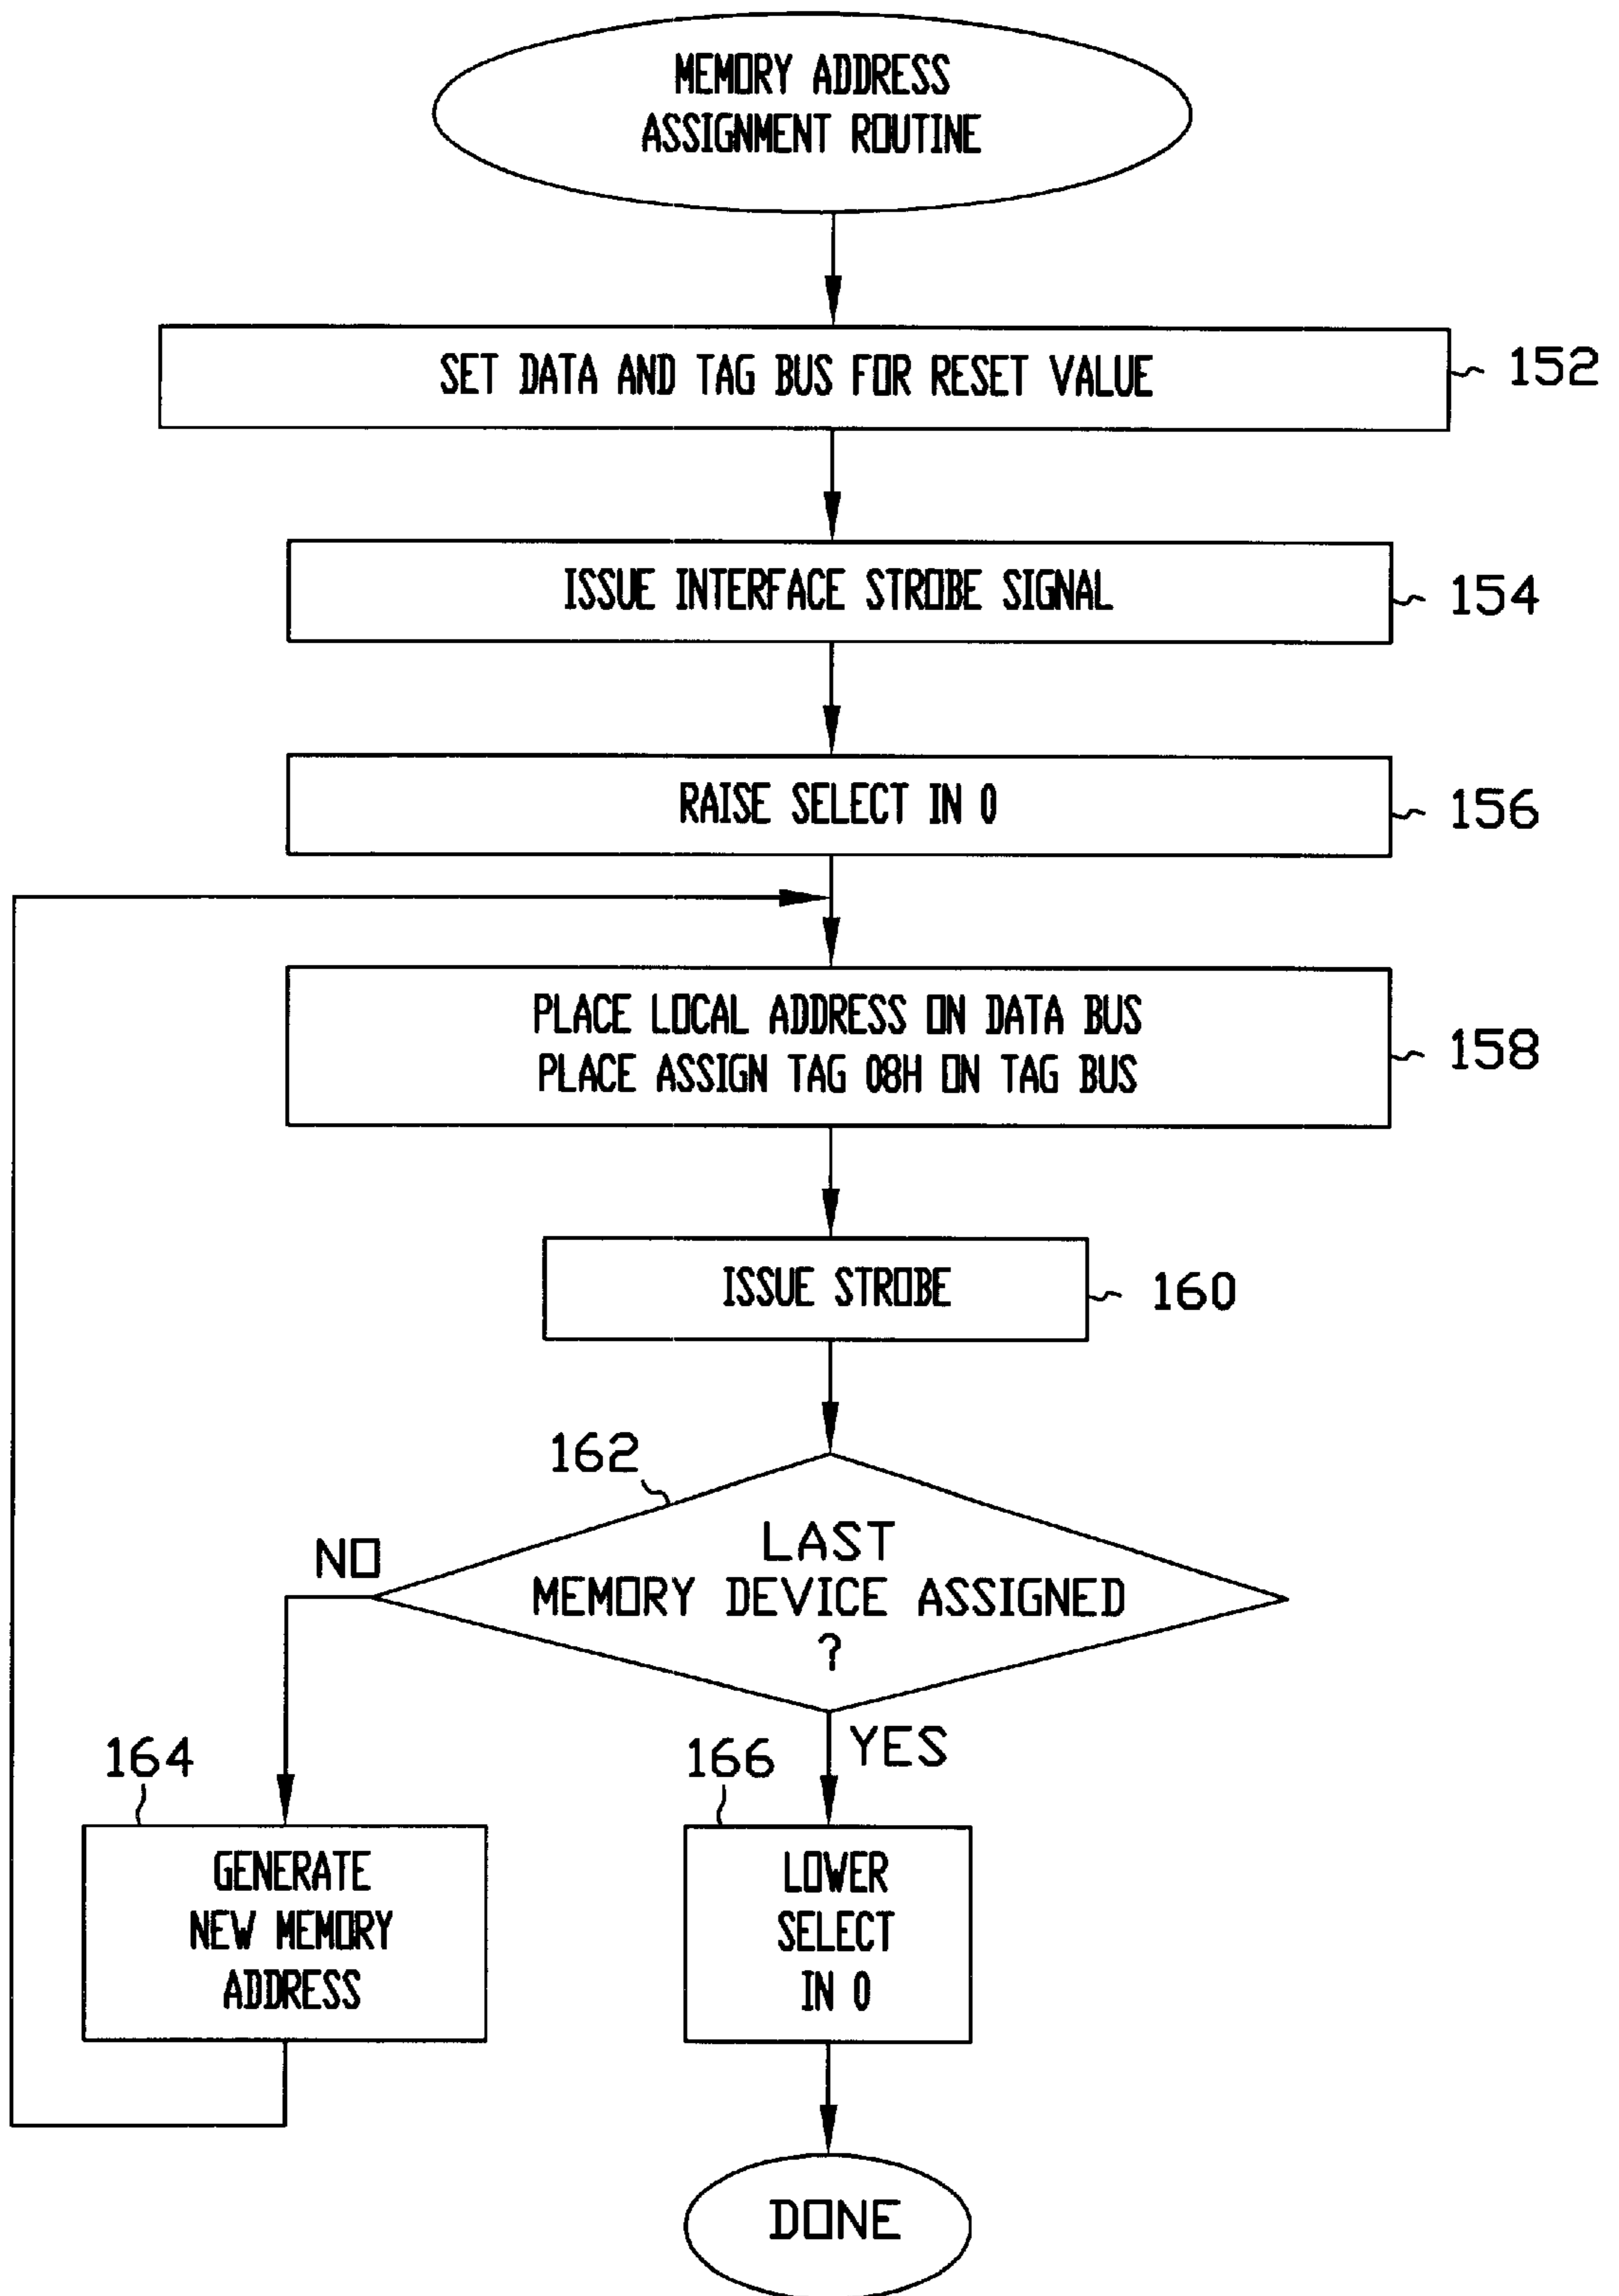 MEMORY ADDRESS
ASSIGNMENT ROUTINE
SET DATA AND TAG BUS FOR RESET VALUE
152
ISSUE INTERFACE STROBE SIGNAL
154
RAISE SELECT IN 0
156
PLACE LOCAL ADDRESS ON DATA BUS
PLACE ASSIGN TAG 08H ON TAG BUS
158
ISSUE STROBE
160
162
NO
LAST
MEMORY DEVICE ASSIGNED
?
YES
164
166
GENERATE
NEW MEMORY
ADDRESS
LOWER
SELECT
IN 0
DONE